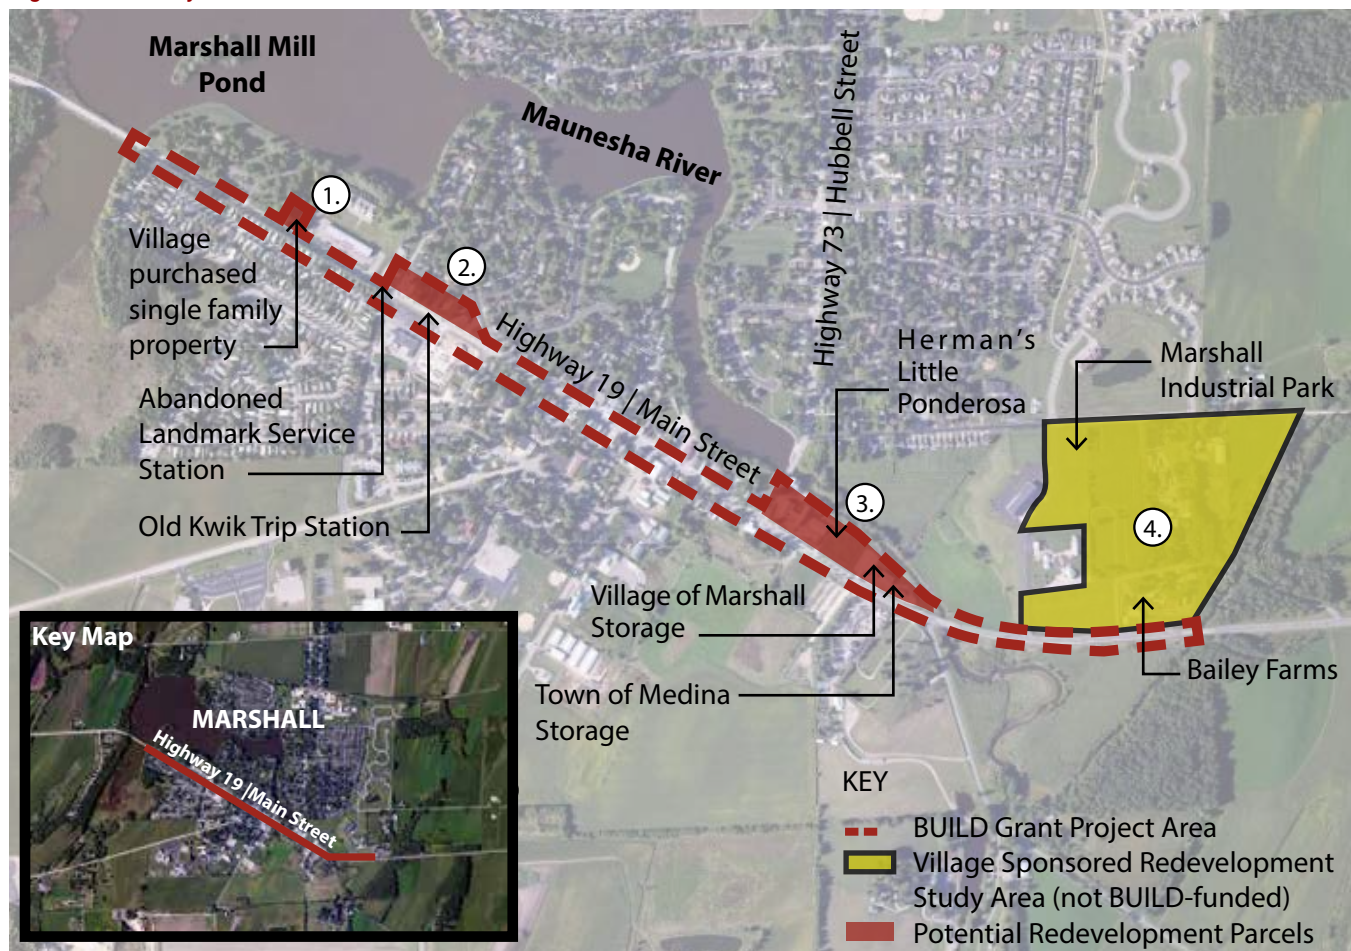 Marshall Mill
Pond
Maunesha River
Highway 73 | Hubbell Street
1.
Village
purchased
single family
property
2.
Abandoned
Landmark Service
Station
Old Kwik Trip Station
Highway 19 | Main Street
Herman's
Little
Ponderosa
Marshall
Industrial Park
3.
4.
Village of Marshall
Storage
Town of Medina
Storage
Bailey Farms
Key Map
MARSHALL
Highway 19 |Main Street
KEY
BUILD Grant Project Area
Village Sponsored Redevelopment
Study Area (not BUILD-funded)
Potential Redevelopment Parcels